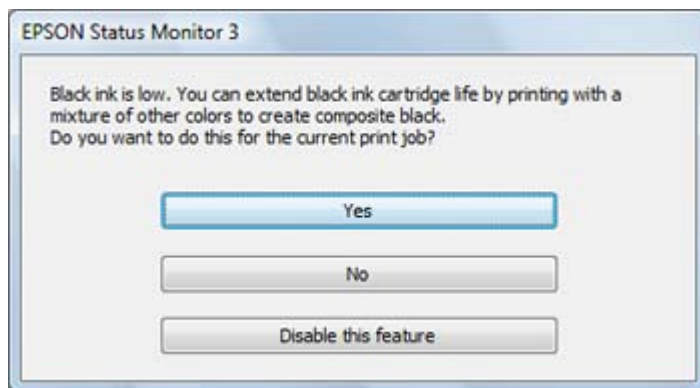 EPSON Status Monitor 3
Black ink is low. You can extend black ink cartridge life by printing with a
mixture of other colors to create composite black.
Do you want to do this for the current print job?
Yes
No
Disable this feature